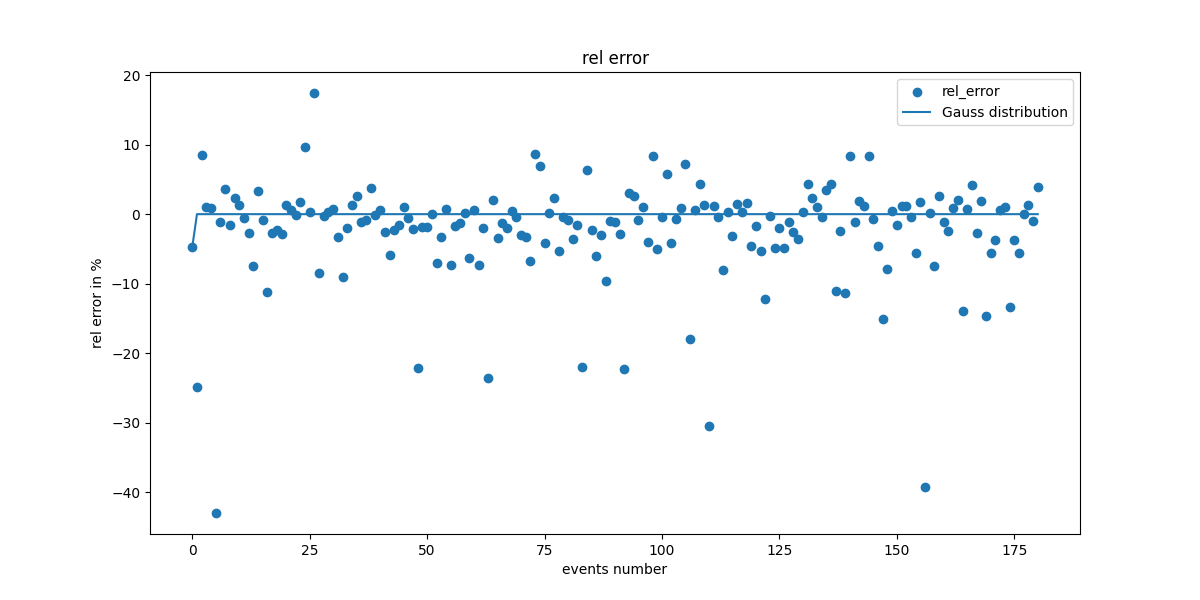 rel error
rel_error
Gauss distribution
rel error in %
20
10
0
−10
−20
−30
−40
0 25 50 75 100 125 150 175
events number